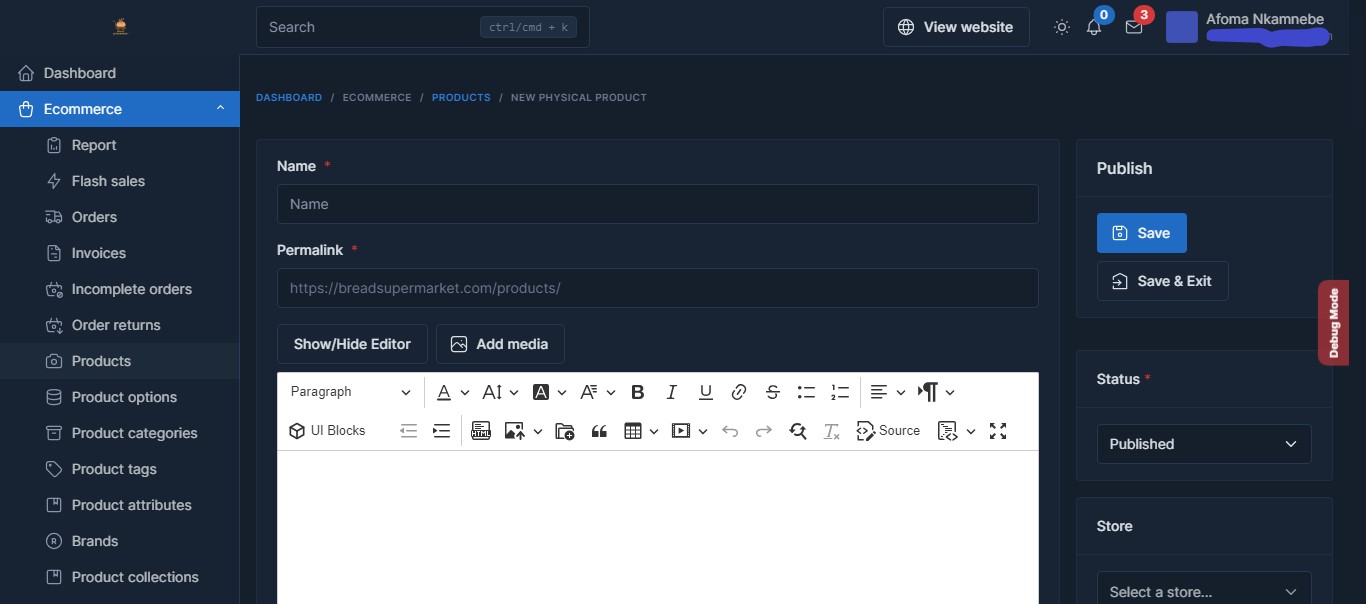 Search ctrl/cmd + k View website 0 3 Afoma Nkamnebe
Dashboard
Ecommerce
Report
Flash sales
Orders
Invoices
Incomplete orders
Order returns
Products
Product options
Product categories
Product tags
Product attributes
Brands
Product collections
DASHBOARD / ECOMMERCE / PRODUCTS / NEW PHYSICAL PRODUCT
Name *
Name
Permalink *
https://breadsupermarket.com/products/
Show/Hide Editor Add media
Paragraph
UI Blocks Source
Publish
Save
Save & Exit
Debug Mode
Status *
Published
Store
Select a store...